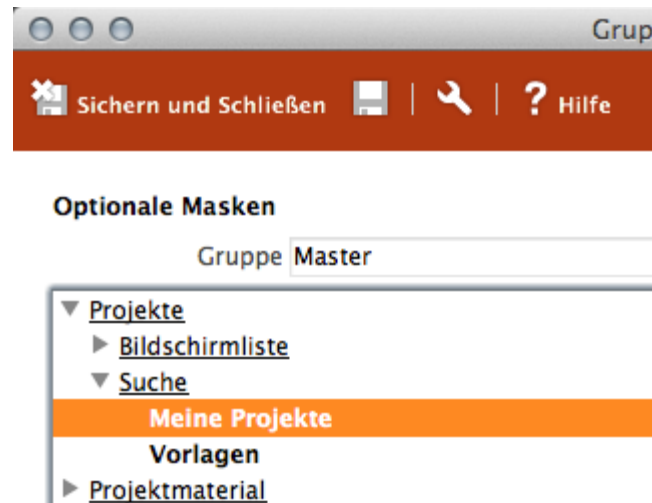 Grup
Sichern und Schließen | | ? Hilfe
Optionale Masken
Gruppe Master
Projekte
Bildschirmliste
Suche
Meine Projekte
Vorlagen
Projektmaterial